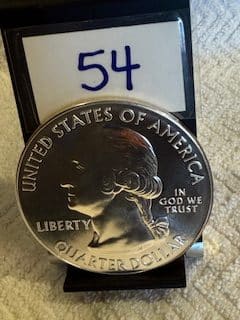 54
UNITED STATES OF AMERICA
LIBERTY
IN
GOD WE
TRUST
QUARTER DOLLAR